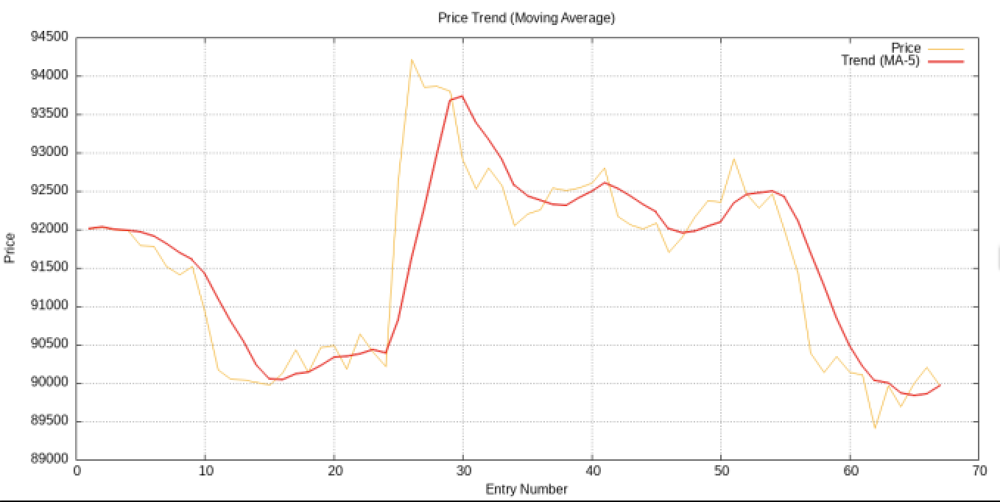 Price Trend (Moving Average)
94500
94000
93500
93000
92500
92000
91500
91000
90500
90000
89500
89000
Price
Price
Trend (MA-5)
0 10 20 30 40 50 60 70
Entry Number